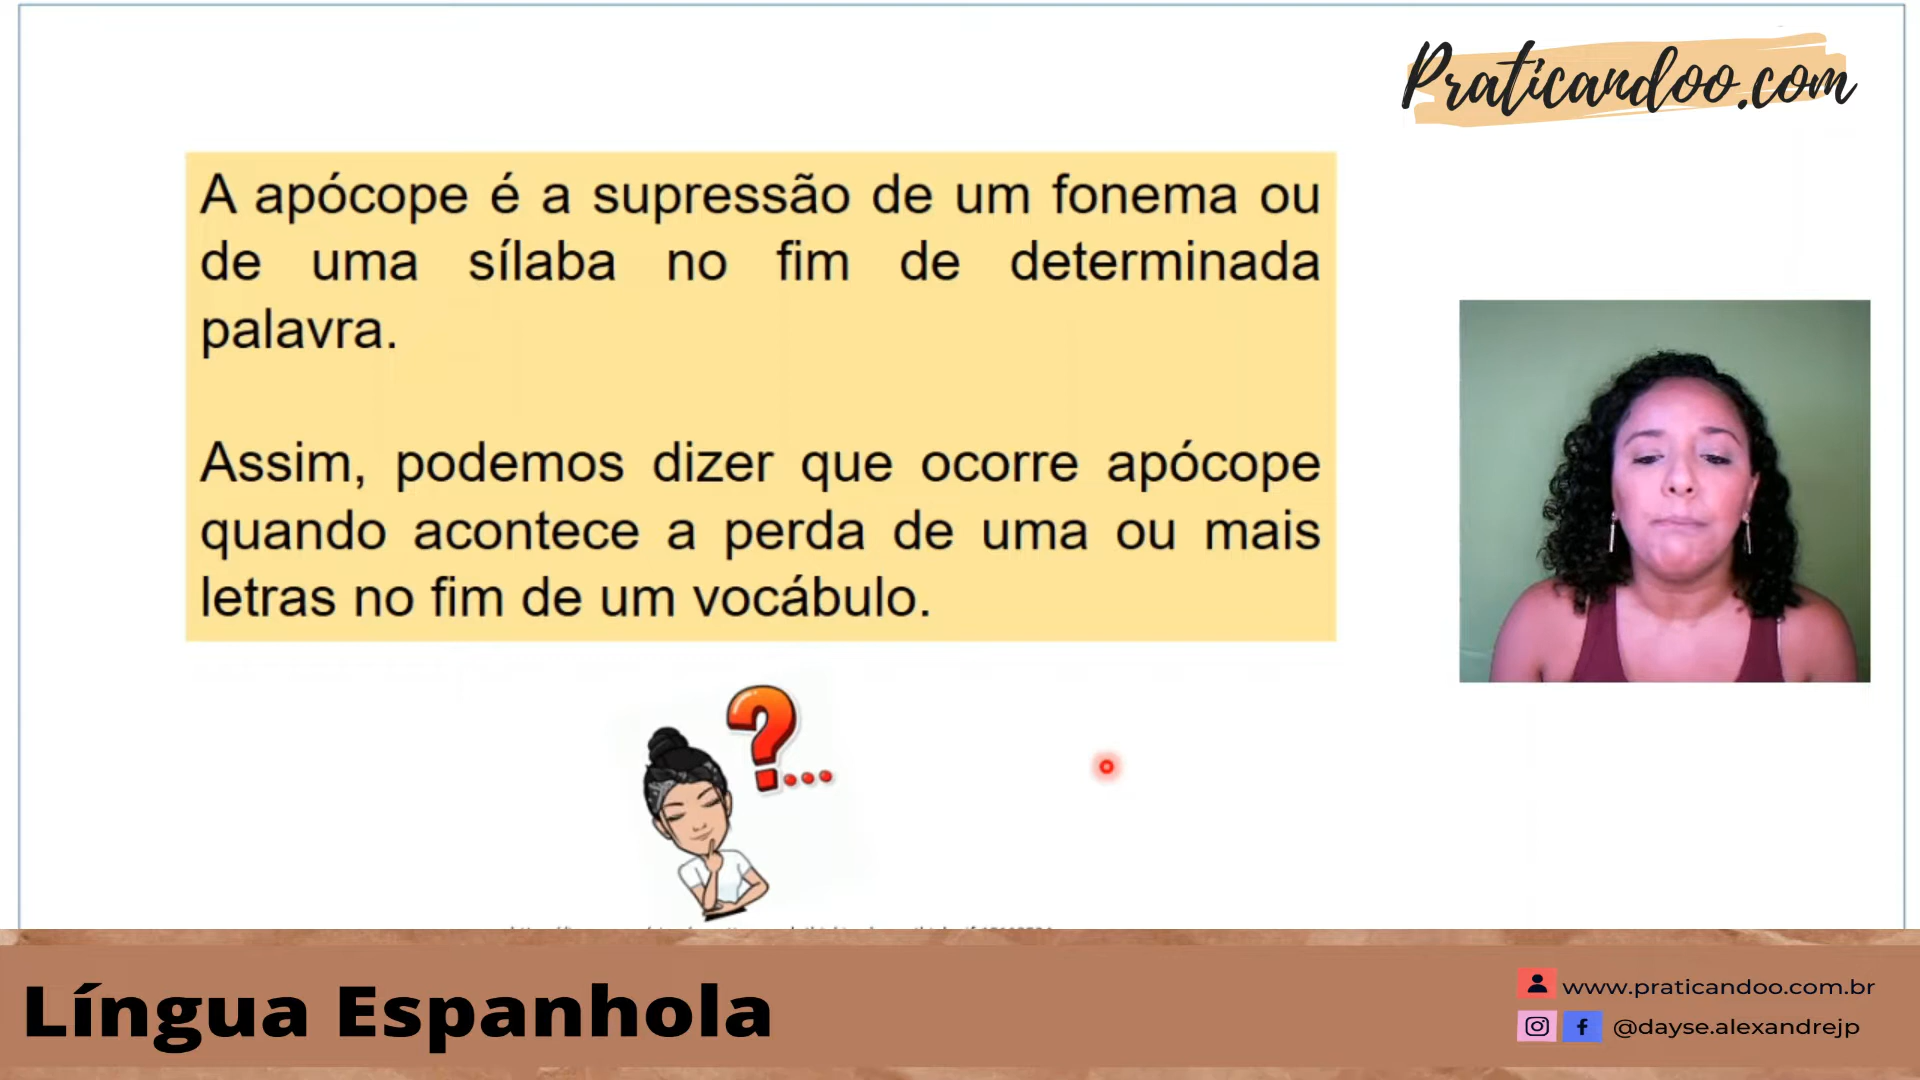 Praticandoo.com
A apócope é a supressão de um fonema ou
de uma sílaba no fim de determinada
palavra.
Assim, podemos dizer que ocorre apócope
quando acontece a perda de uma ou mais
letras no fim de um vocábulo.
Língua Espanhola
www.praticandoo.com.br
@dayse.alexandrejp